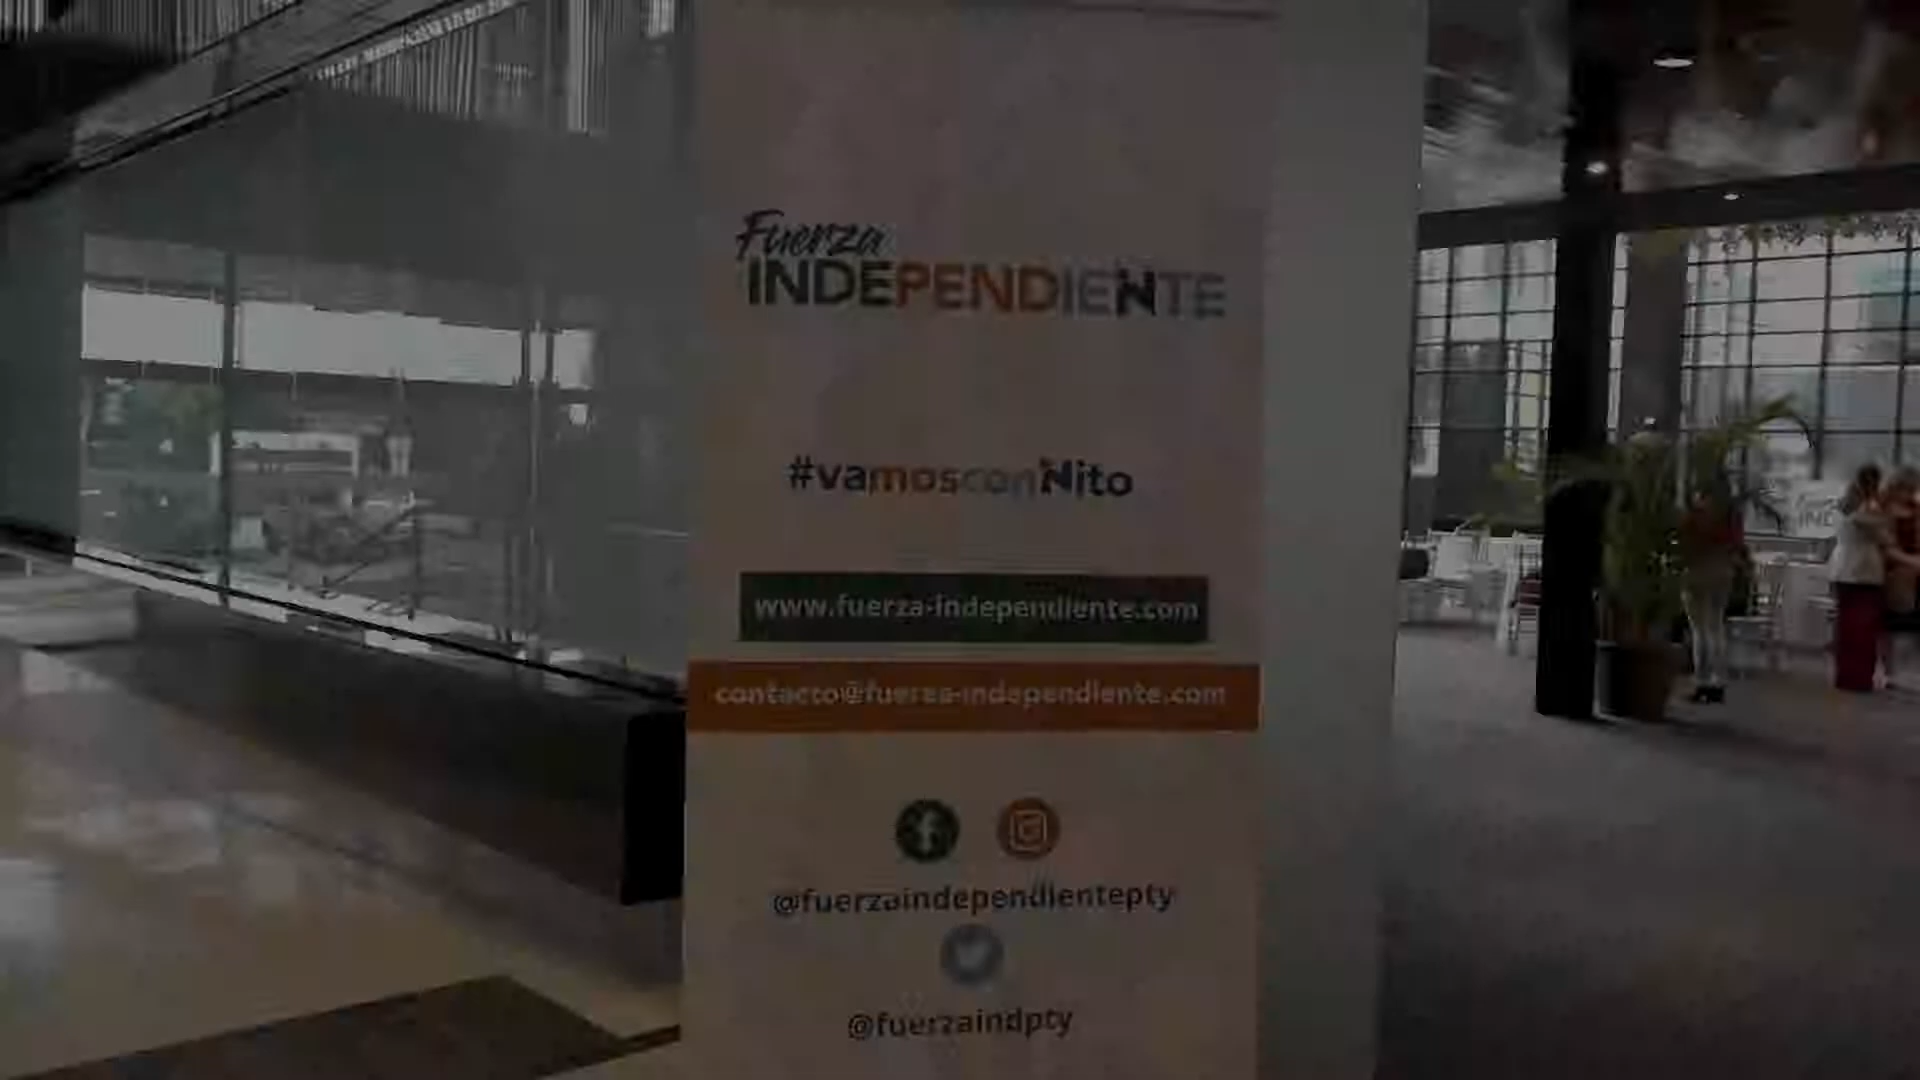 Fuerza
INDEPENDIENTE
#vamosconNito
www.fuerza-independiente.com
contacto@fuerza-independiente.com
@fuerzaindependientepty
@fuerzaindpty